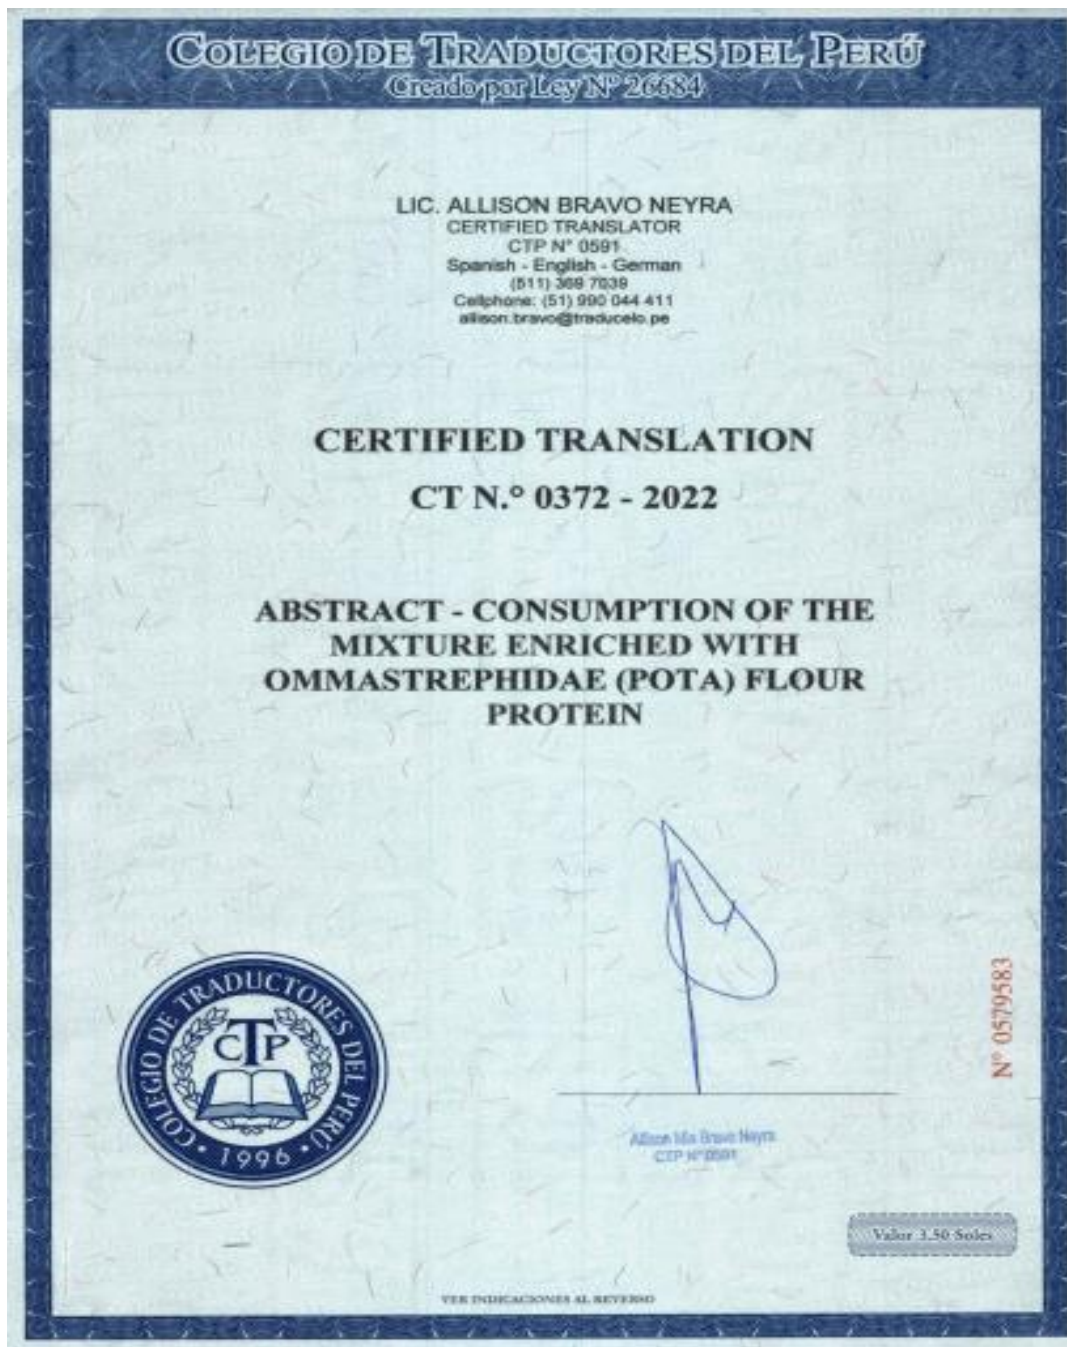 COLEGIO DE TRADUCTORES DEL PERÚ
Creado por Ley N° 26684
LIC. ALLISON BRAVO NEYRA
CERTIFIED TRANSLATOR
CTP N° 0591
Spanish - English - German
(511) 369 7039
Cellphone: (51) 990 044 411
allison.bravo@traducelo.pe
CERTIFIED TRANSLATION
CT N.° 0372 - 2022
ABSTRACT - CONSUMPTION OF THE
MIXTURE ENRICHED WITH
OMMASTREPHIDAE (POTA) FLOUR
PROTEIN
COLEGIO DE TRADUCTORES DEL PERÚ
CTP
· 1996 ·
N° 0579583
Bravo Neyra
CTP N° 0591
Valor 3.50 Soles
VER INDICACIONES AL REVERSO